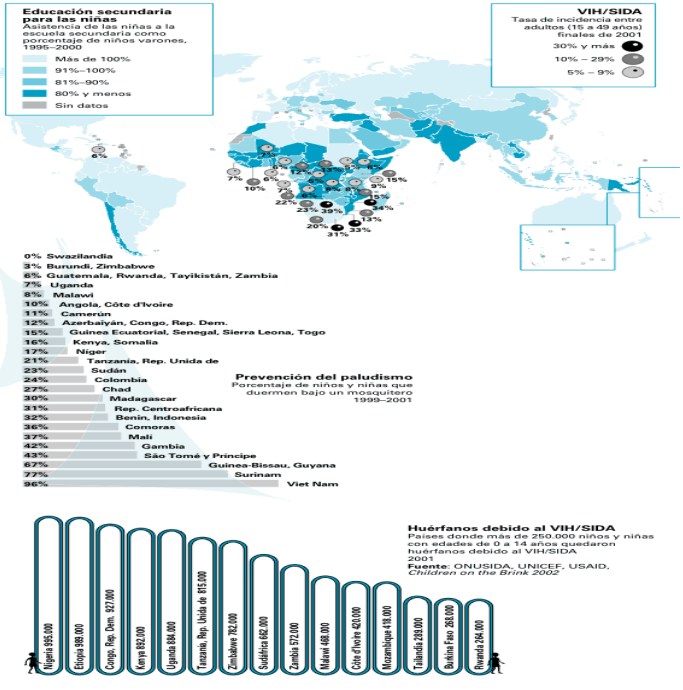 Educación secundaria
para las niñas
Asistencia de las niñas a la
escuela secundaria como
porcentaje de niños varones,
1995–2000
Más de 100%
91%–100%
81%–90%
80% y menos
Sin datos
VIH/SIDA
Tasa de incidencia entre
adultos (15 a 49 años)
finales de 2001
30% y más
10% – 29%
5% – 9%
6%
7%
6%
12%
13%
9%
6%
7%
10%
6%
6%
8%
9%
15%
7%
6%
15%
22%
23%
39%
34%
13%
20%
31%
33%
0% Swazilandia
3% Burundi, Zimbabwe
6% Guatemala, Rwanda, Tayikistán, Zambia
7% Uganda
8% Malawi
10% Angola, Côte d'Ivoire
11% Camerún
12% Azerbaiyán, Congo, Rep. Dem.
15% Guinea Ecuatorial, Senegal, Sierra Leona, Togo
16% Kenya, Somalia
17% Níger
21% Tanzanía, Rep. Unida de
23% Sudán
24% Colombia
27% Chad
30% Madagascar
31% Rep. Centroafricana
32% Benin, Indonesia
36% Comoras
37% Malí
42% Gambia
43% São Tomé y Príncipe
67% Guinea-Bissau, Guyana
77% Surinam
96% Viet Nam
Prevención del paludismo
Porcentaje de niños y niñas que
duermen bajo un mosquitero
1999–2001
Huérfanos debido al VIH/SIDA
Países donde más de 250.000 niños y niñas
con edades de 0 a 14 años quedaron
huérfanos debido al VIH/SIDA
2001
Fuente: ONUSIDA, UNICEF, USAID,
Children on the Brink 2002
Nigeria 995.000
Etiopía 989.000
Congo, Rep. Dem. 927.000
Kenya 892.000
Uganda 884.000
Tanzanía, Rep. Unida de 815.000
Zimbabwe 782.000
Sudáfrica 662.000
Zambia 572.000
Malawi 468.000
Côte d'Ivoire 420.000
Mozambique 418.000
Tailandia 289.000
Burkina Faso 268.000
Rwanda 264.000